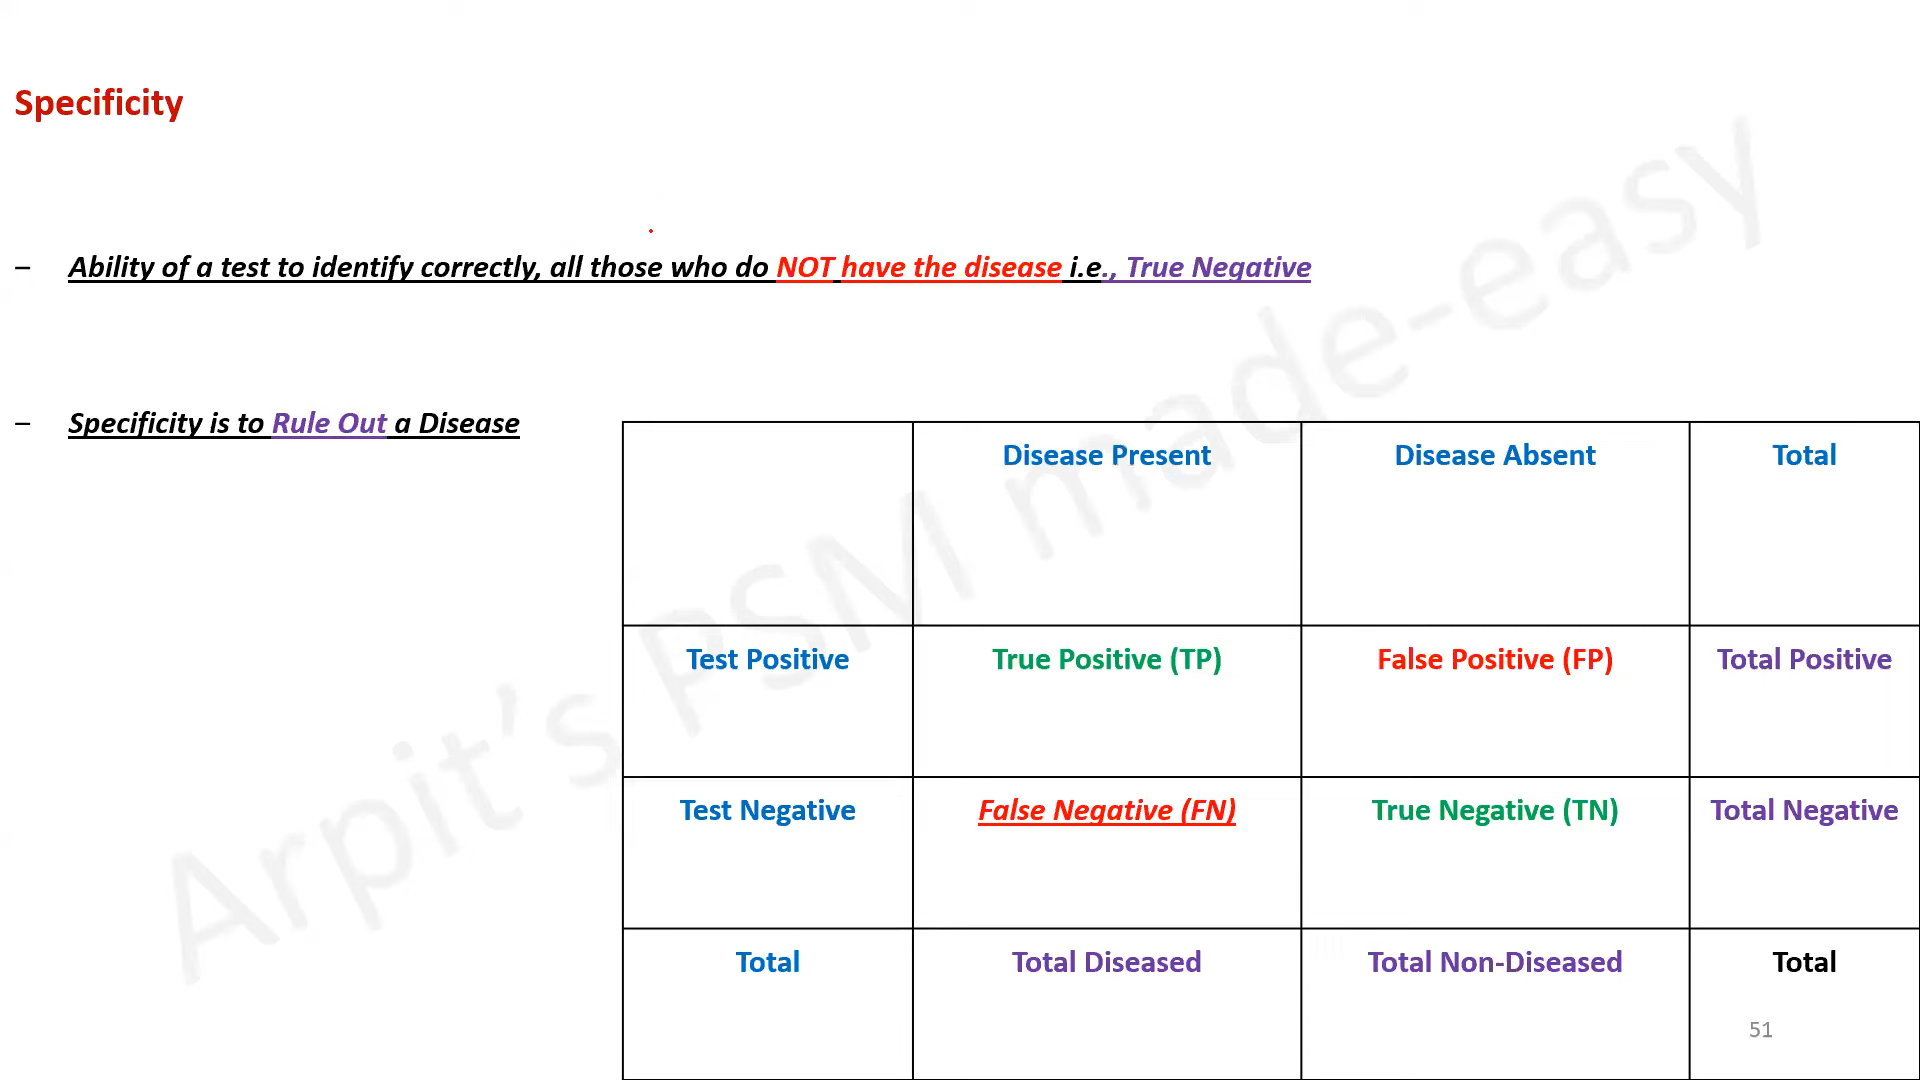 Specificity
– Ability of a test to identify correctly, all those who do NOT have the disease i.e., True Negative
– Specificity is to Rule Out a Disease
Disease Present Disease Absent Total
Test Positive True Positive (TP) False Positive (FP) Total Positive
Test Negative False Negative (FN) True Negative (TN) Total Negative
Total Total Diseased Total Non-Diseased Total
51
Arpit's PSM made-easy